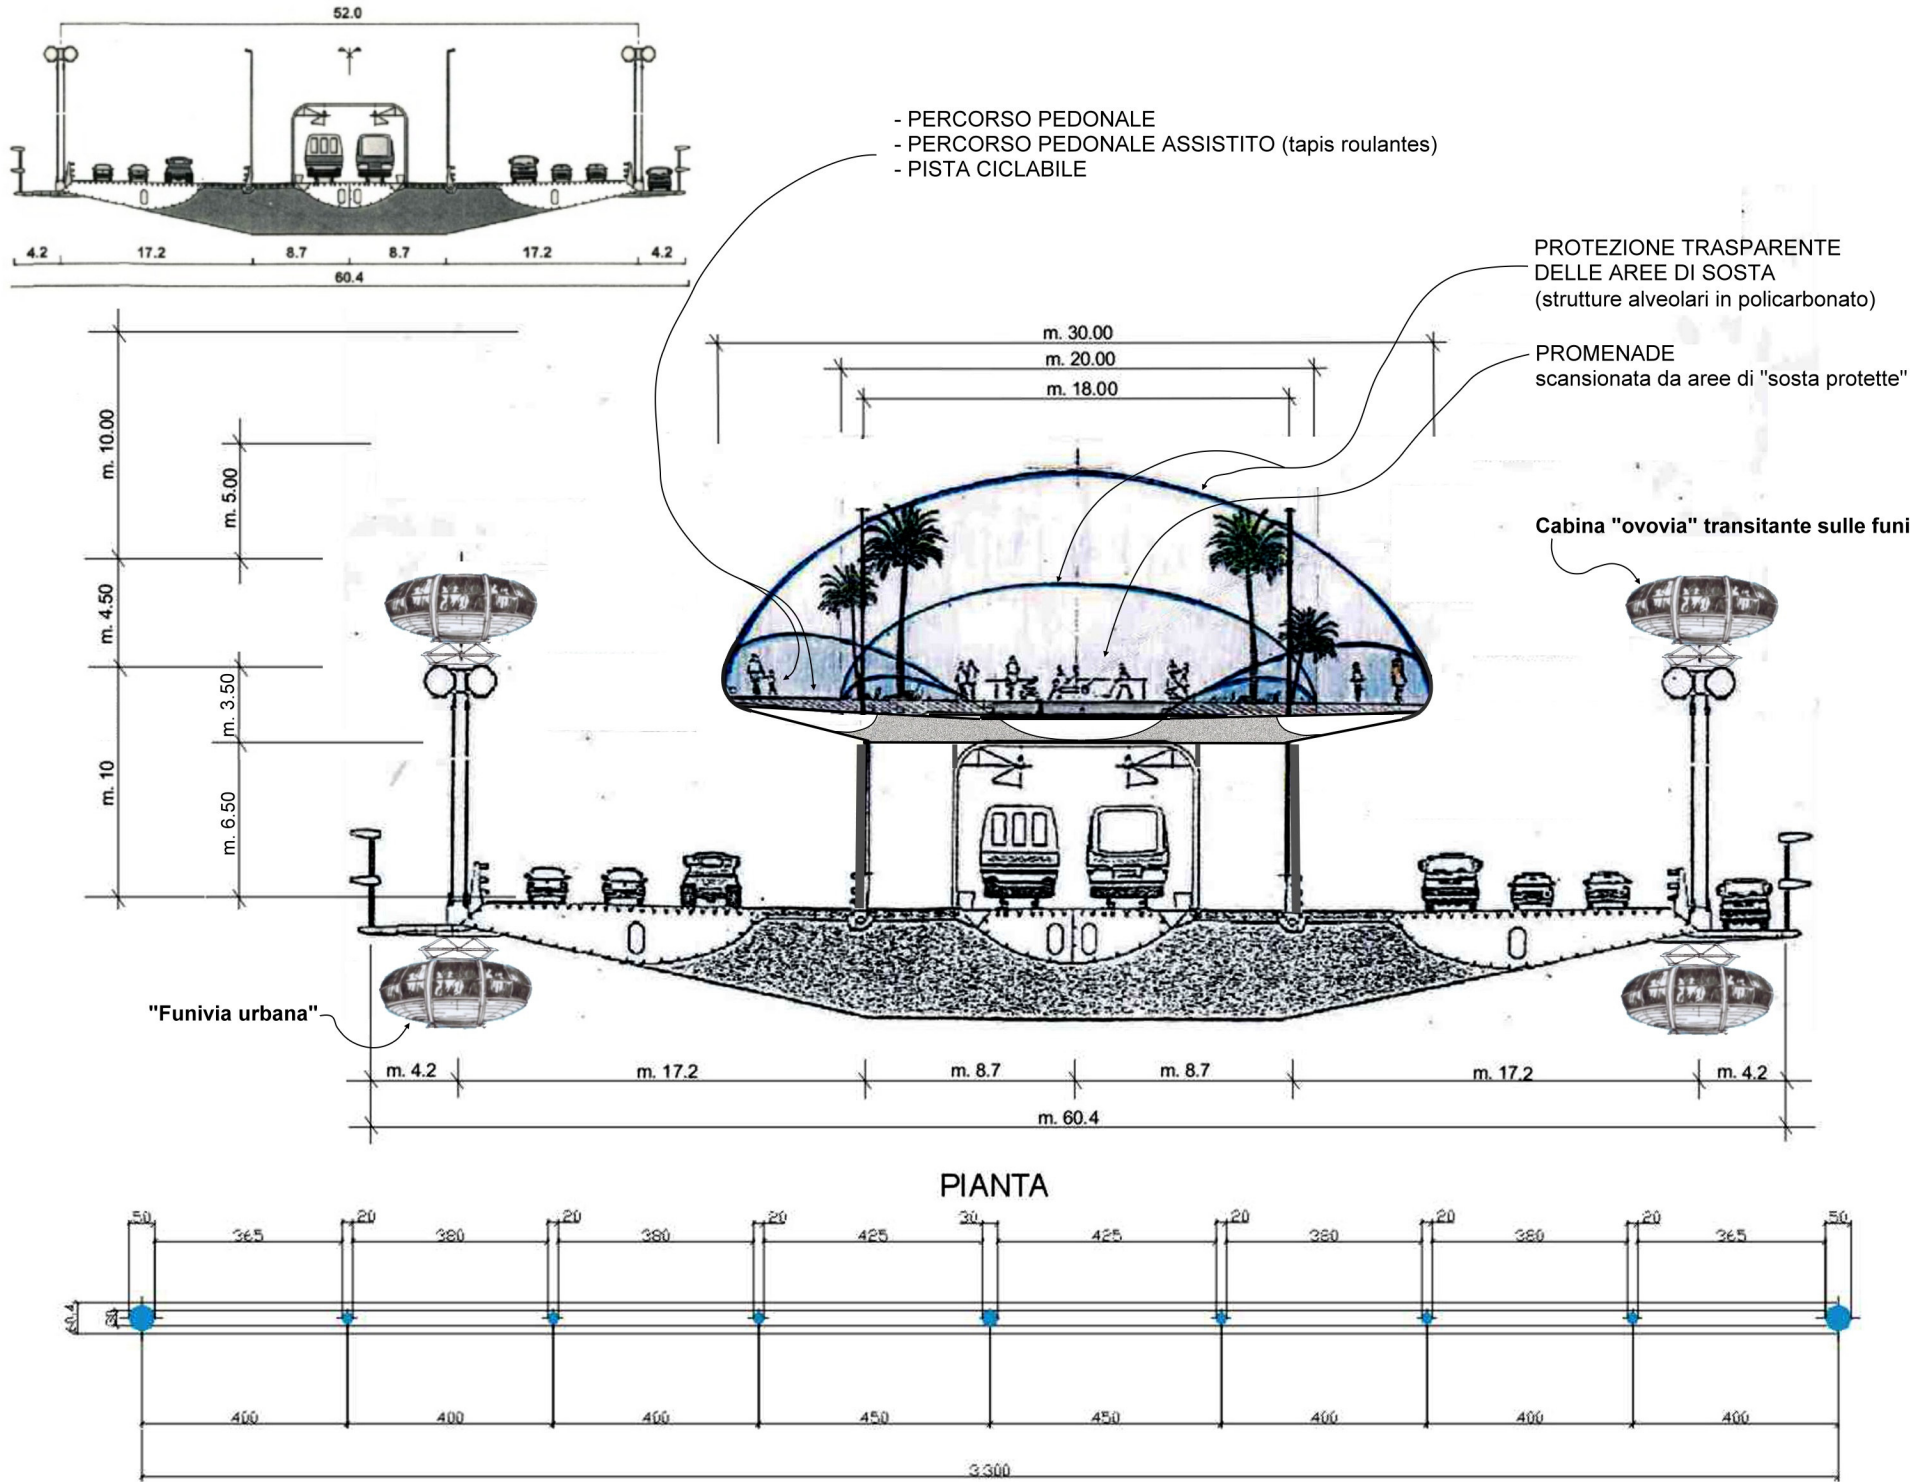 52.0
4.2 17.2 8.7 8.7 17.2 4.2
60.4
- PERCORSO PEDONALE
- PERCORSO PEDONALE ASSISTITO (tapis roulantes)
- PISTA CICLABILE
PROTEZIONE TRASPARENTE
DELLE AREE DI SOSTA
(strutture alveolari in policarbonato)
PROMENADE
scansionata da aree di "sosta protette"
m. 30.00
m. 20.00
m. 18.00
m. 10.00
m. 5.00
m. 4.50
m. 3.50
m. 10
m. 6.50
Cabina "ovovia" transitante sulle funi
"Funivia urbana"
m. 4.2 m. 17.2 m. 8.7 m. 8.7 m. 17.2 m. 4.2
m. 60.4
PIANTA
50 20 20 20 30 20 20 20 50
365 380 380 425 425 380 380 365
60.4
30
400 400 400 450 450 400 400 400
3.300